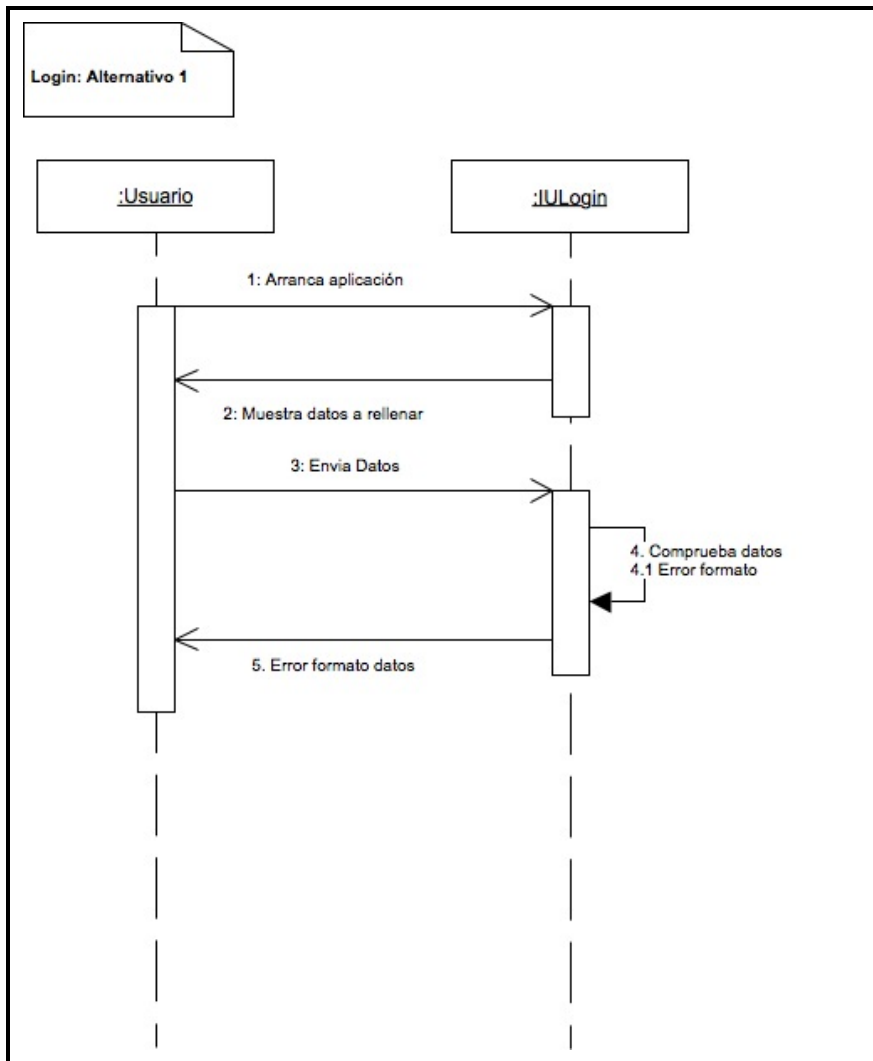 Login: Alternativo 1
:Usuario
:IULogin
1: Arranca aplicación
2: Muestra datos a rellenar
3: Envia Datos
4. Comprueba datos
4.1 Error formato
5. Error formato datos